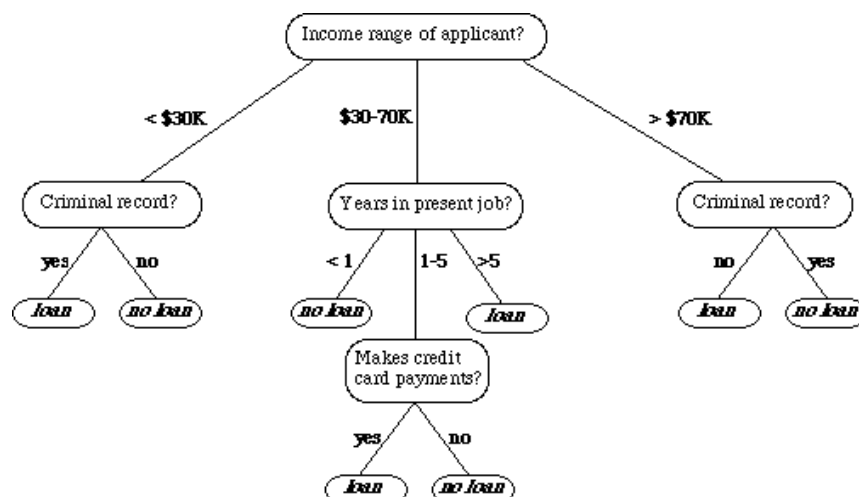 Income range of applicant?
< $30K
$30-70K
> $70K
Criminal record?
Years in present job?
Criminal record?
yes
no
< 1
1-5
>5
no
yes
loan
no loan
no loan
loan
loan
no loan
Makes credit
card payments?
yes
no
loan
no loan